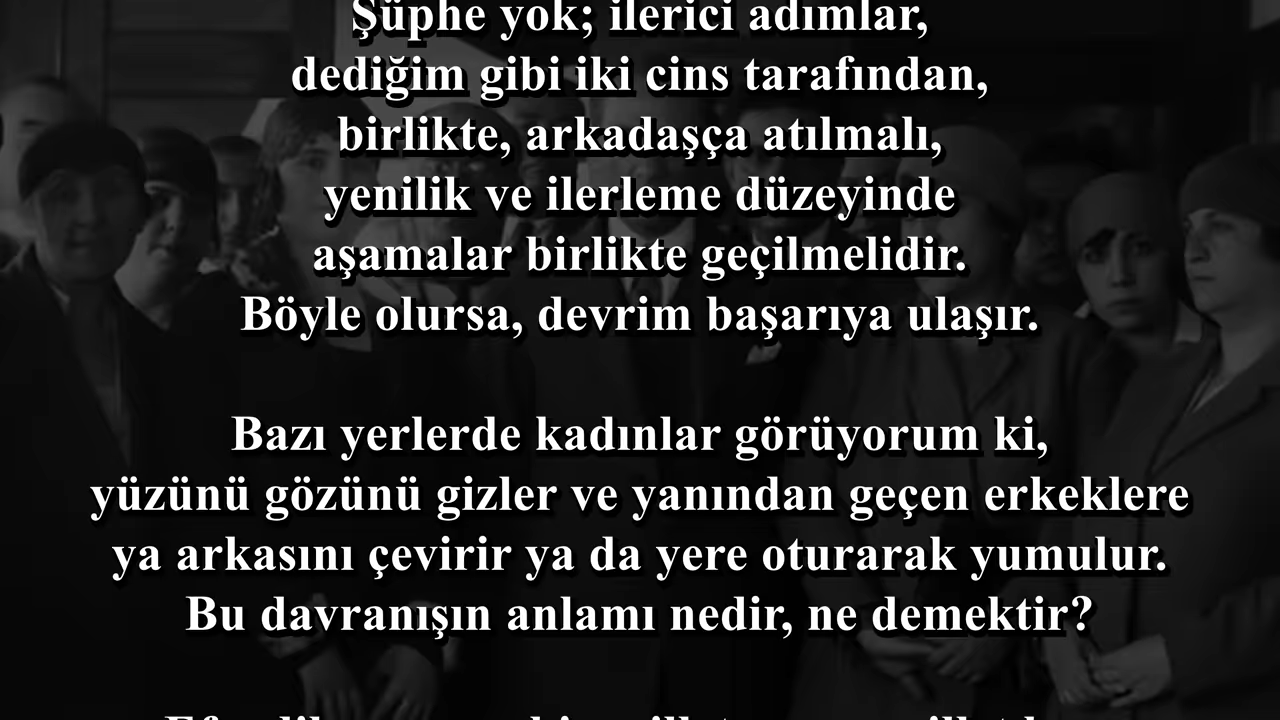 Şüphe yok; ilerici adımlar,
dediğim gibi iki cins tarafından,
birlikte, arkadaşça atılmalı,
yenilik ve ilerleme düzeyinde
aşamalar birlikte geçilmelidir.
Böyle olursa, devrim başarıya ulaşır.
Bazı yerlerde kadınlar görüyorum ki,
yüzünü gözünü gizler ve yanından geçen erkeklere
ya arkasını çevirir ya da yere oturarak yumulur.
Bu davranışın anlamı nedir, ne demektir?